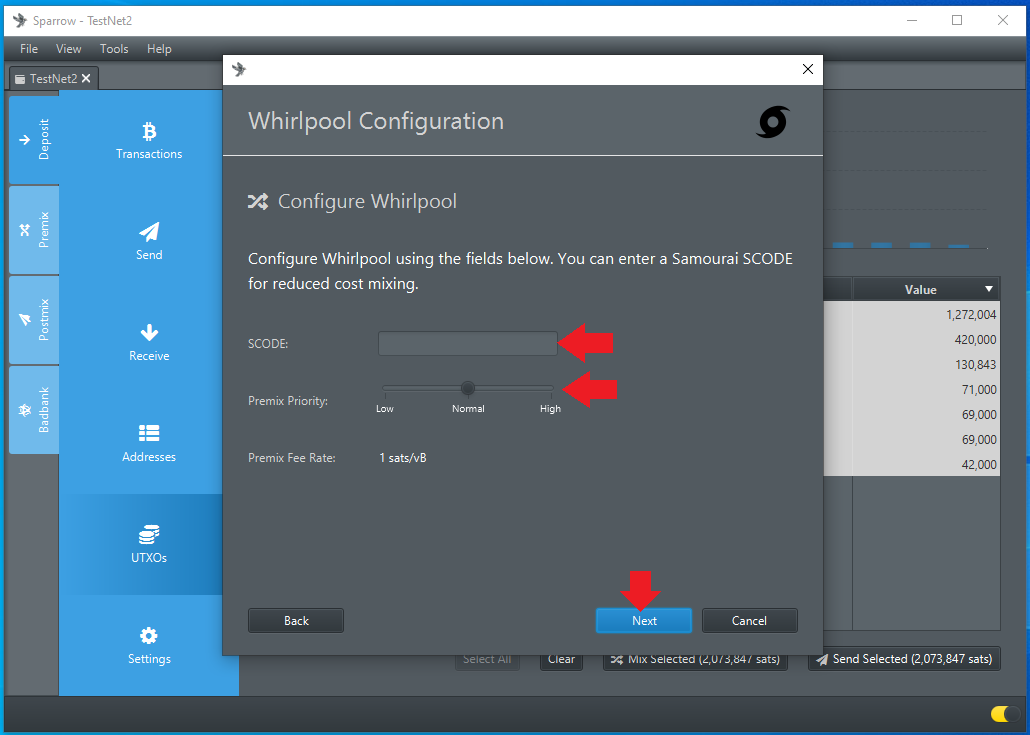 Sparrow - TestNet2
File View Tools Help
TestNet2
Deposit
Premix
Postmix
Badbank
Transactions
Send
Receive
Addresses
UTXOs
Settings
Whirlpool Configuration
Configure Whirlpool
Configure Whirlpool using the fields below. You can enter a Samourai SCODE
for reduced cost mixing.
SCODE:
Premix Priority:
Low Normal High
Premix Fee Rate: 1 sats/vB
Back Next Cancel
Value
1,272,004
420,000
130,843
71,000
69,000
69,000
42,000
Select All Clear Mix Selected (2,073,847 sats) Send Selected (2,073,847 sats)